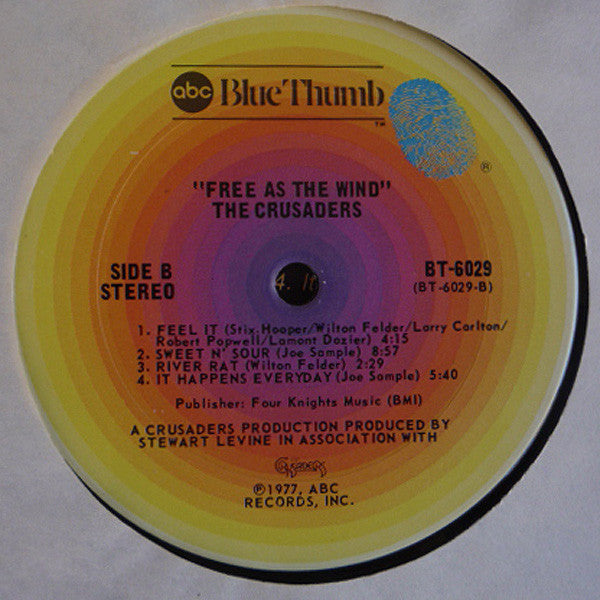 abc Blue Thumb
TM
®
"FREE AS THE WIND"
THE CRUSADERS
SIDE B
STEREO
BT-6029
(BT-6029-B)
1. FEEL IT (Stix Hooper/Wilton Felder/Larry Carlton/
Robert Popwell/Lamont Dozier) 4:15
2. SWEET N' SOUR (Joe Sample) 8:57
3. RIVER RAT (Wilton Felder) 2:29
4. IT HAPPENS EVERYDAY (Joe Sample) 5:40
Publisher: Four Knights Music (BMI)
A CRUSADERS PRODUCTION PRODUCED BY
STEWART LEVINE IN ASSOCIATION WITH
Crusaders
℗1977, ABC
RECORDS, INC.